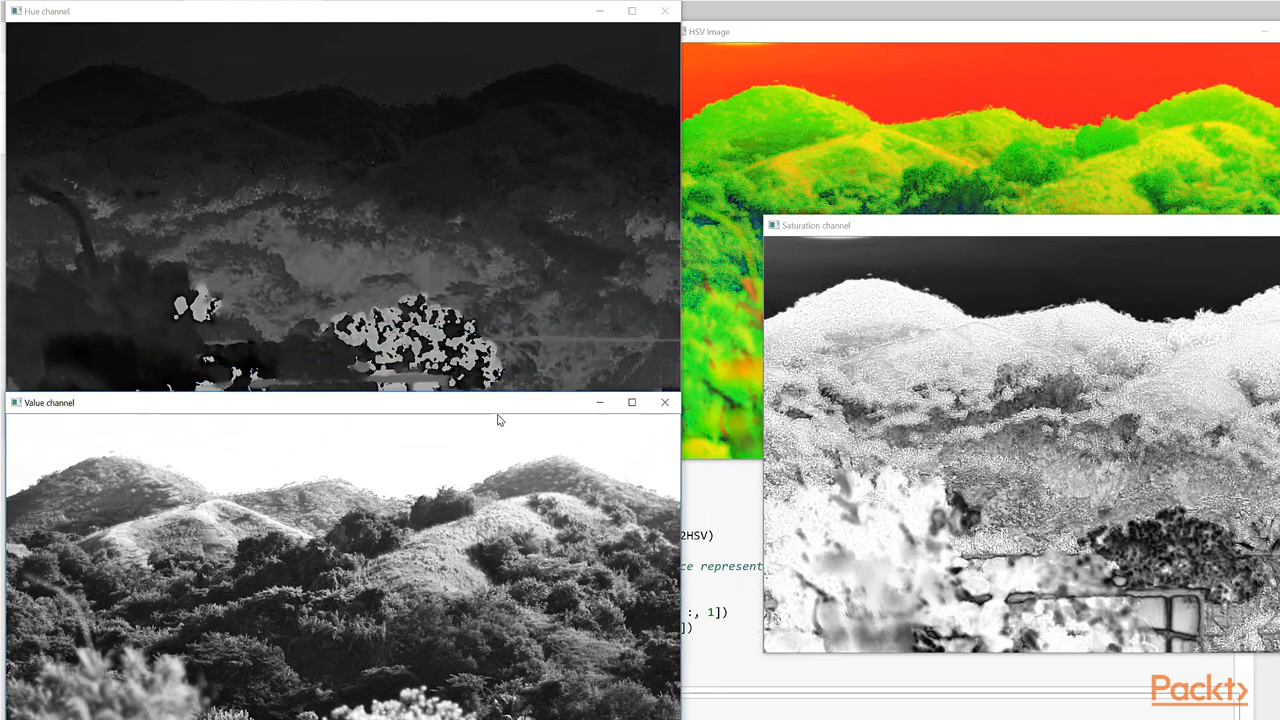 Hue channel
HSV image
Saturation channel
Value channel
2HSV)
ce represent
:, 1])
])
Packt>